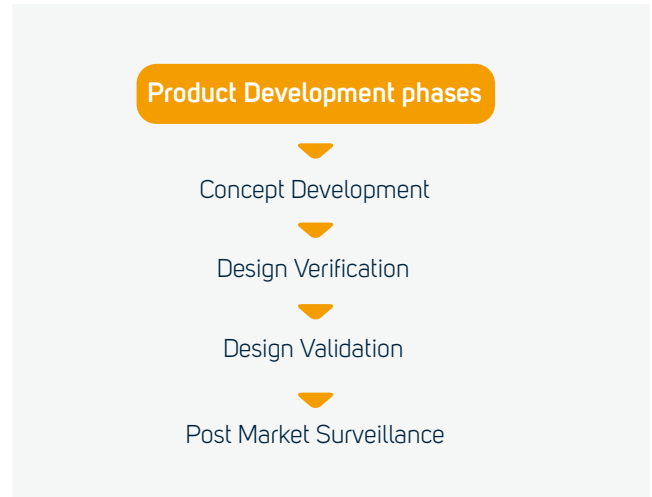 Product Development phases
Concept Development
Design Verification
Design Validation
Post Market Surveillance